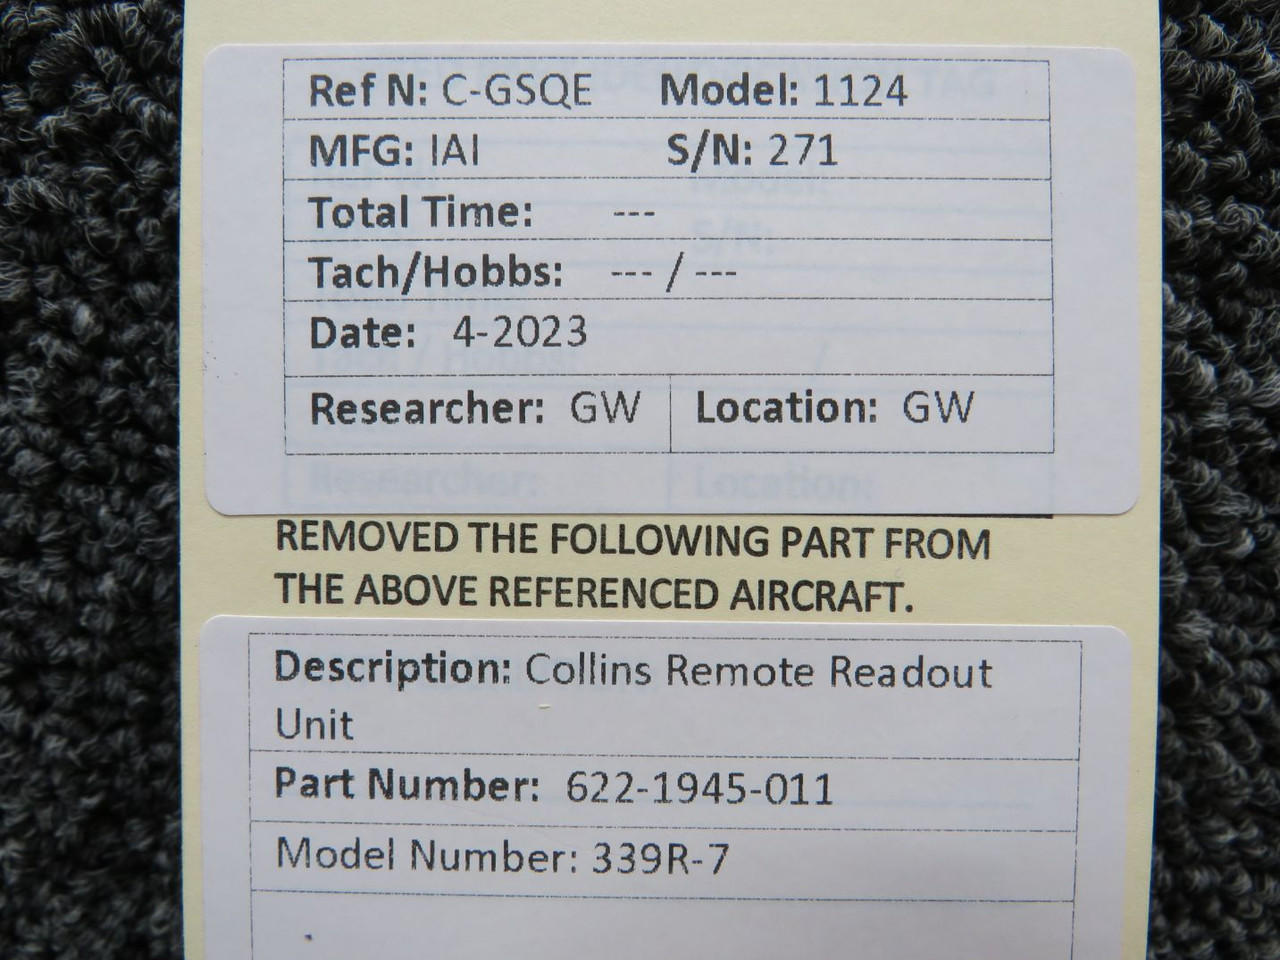 Ref N: C-GSQE Model: 1124
MFG: IAI S/N: 271
Total Time: ---
Tach/Hobbs: --- / ---
Date: 4-2023
Researcher: GW Location: GW
REMOVED THE FOLLOWING PART FROM
THE ABOVE REFERENCED AIRCRAFT.
Description: Collins Remote Readout
Unit
Part Number: 622-1945-011
Model Number: 339R-7